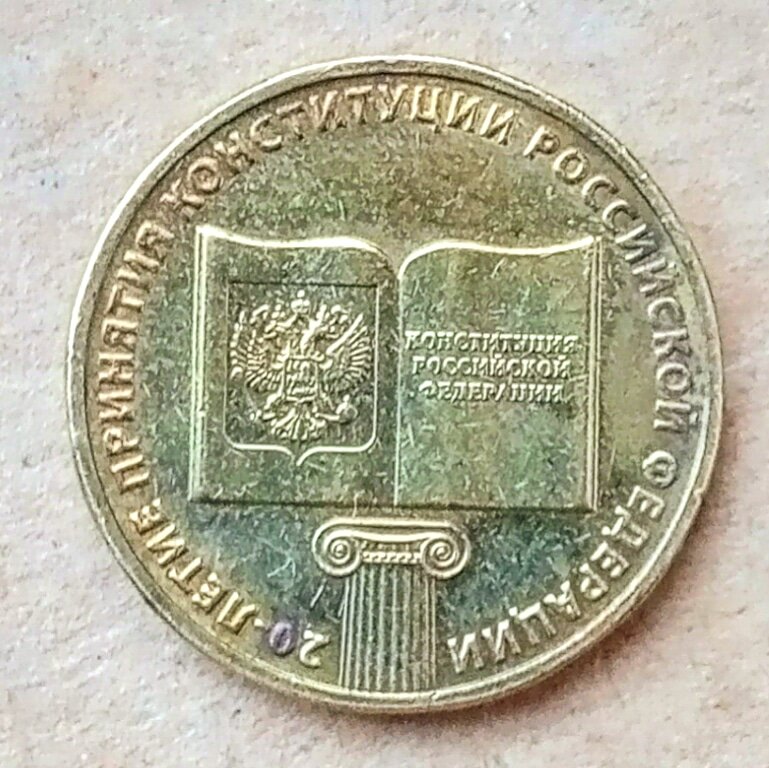 20-ЛЕТИЕ ПРИНЯТИЯ КОНСТИТУЦИИ РОССИЙСКОЙ ФЕДЕРАЦИИ
КОНСТИТУЦИЯ
РОССИЙСКОЙ
ФЕДЕРАЦИИ